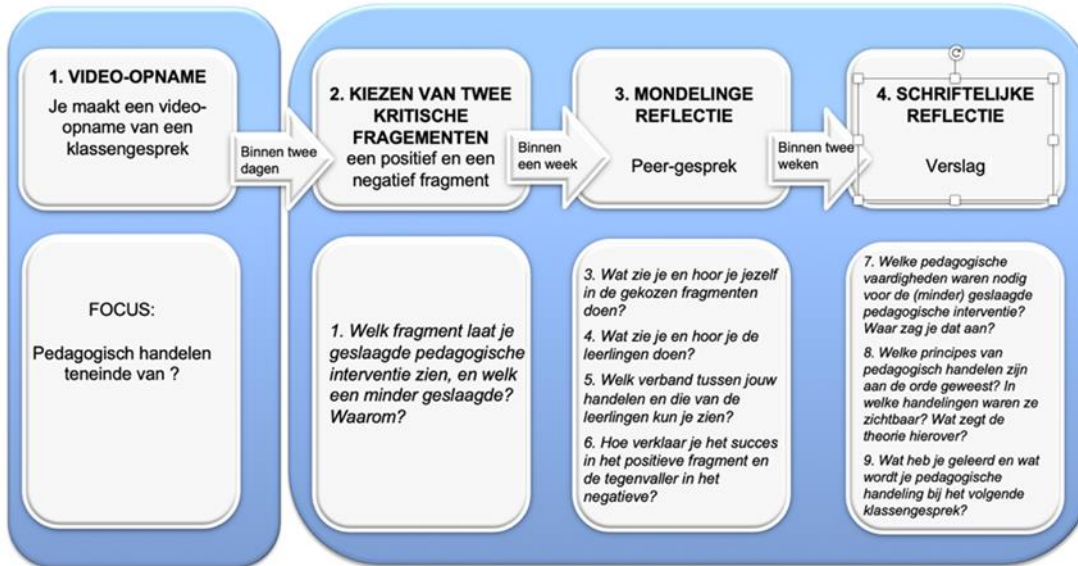 1. VIDEO-OPNAME
Je maakt een video-
opname van een
klassengesprek
Binnen twee
dagen
2. KIEZEN VAN TWEE
KRITISCHE
FRAGEMENTEN
een positief en een
negatief fragment
Binnen
een week
3. MONDELINGE
REFLECTIE
Peer-gesprek
Binnen twee
weken
4. SCHRIFTELIJKE
REFLECTIE
Verslag
FOCUS:
Pedagogisch handelen
teneinde van ?
1. Welk fragment laat je
geslaagde pedagogische
interventie zien, en welk
een minder geslaagde?
Waarom?
3. Wat zie je en hoor je jezelf
in de gekozen fragmenten
doen?
4. Wat zie je en hoor je de
leerlingen doen?
5. Welk verband tussen jouw
handelen en die van de
leerlingen kun je zien?
6. Hoe verklaar je het succes
in het positieve fragment en
de tegenvaller in het
negatieve?
7. Welke pedagogische
vaardigheden waren nodig
voor de (minder) geslaagde
pedagogische interventie?
Waar zag je dat aan?
8. Welke principes van
pedagogisch handelen zijn
aan de orde geweest? In
welke handelingen waren ze
zichtbaar? Wat zegt de
theorie hierover?
9. Wat heb je geleerd en wat
wordt je pedagogische
handeling bij het volgende
klassengesprek?